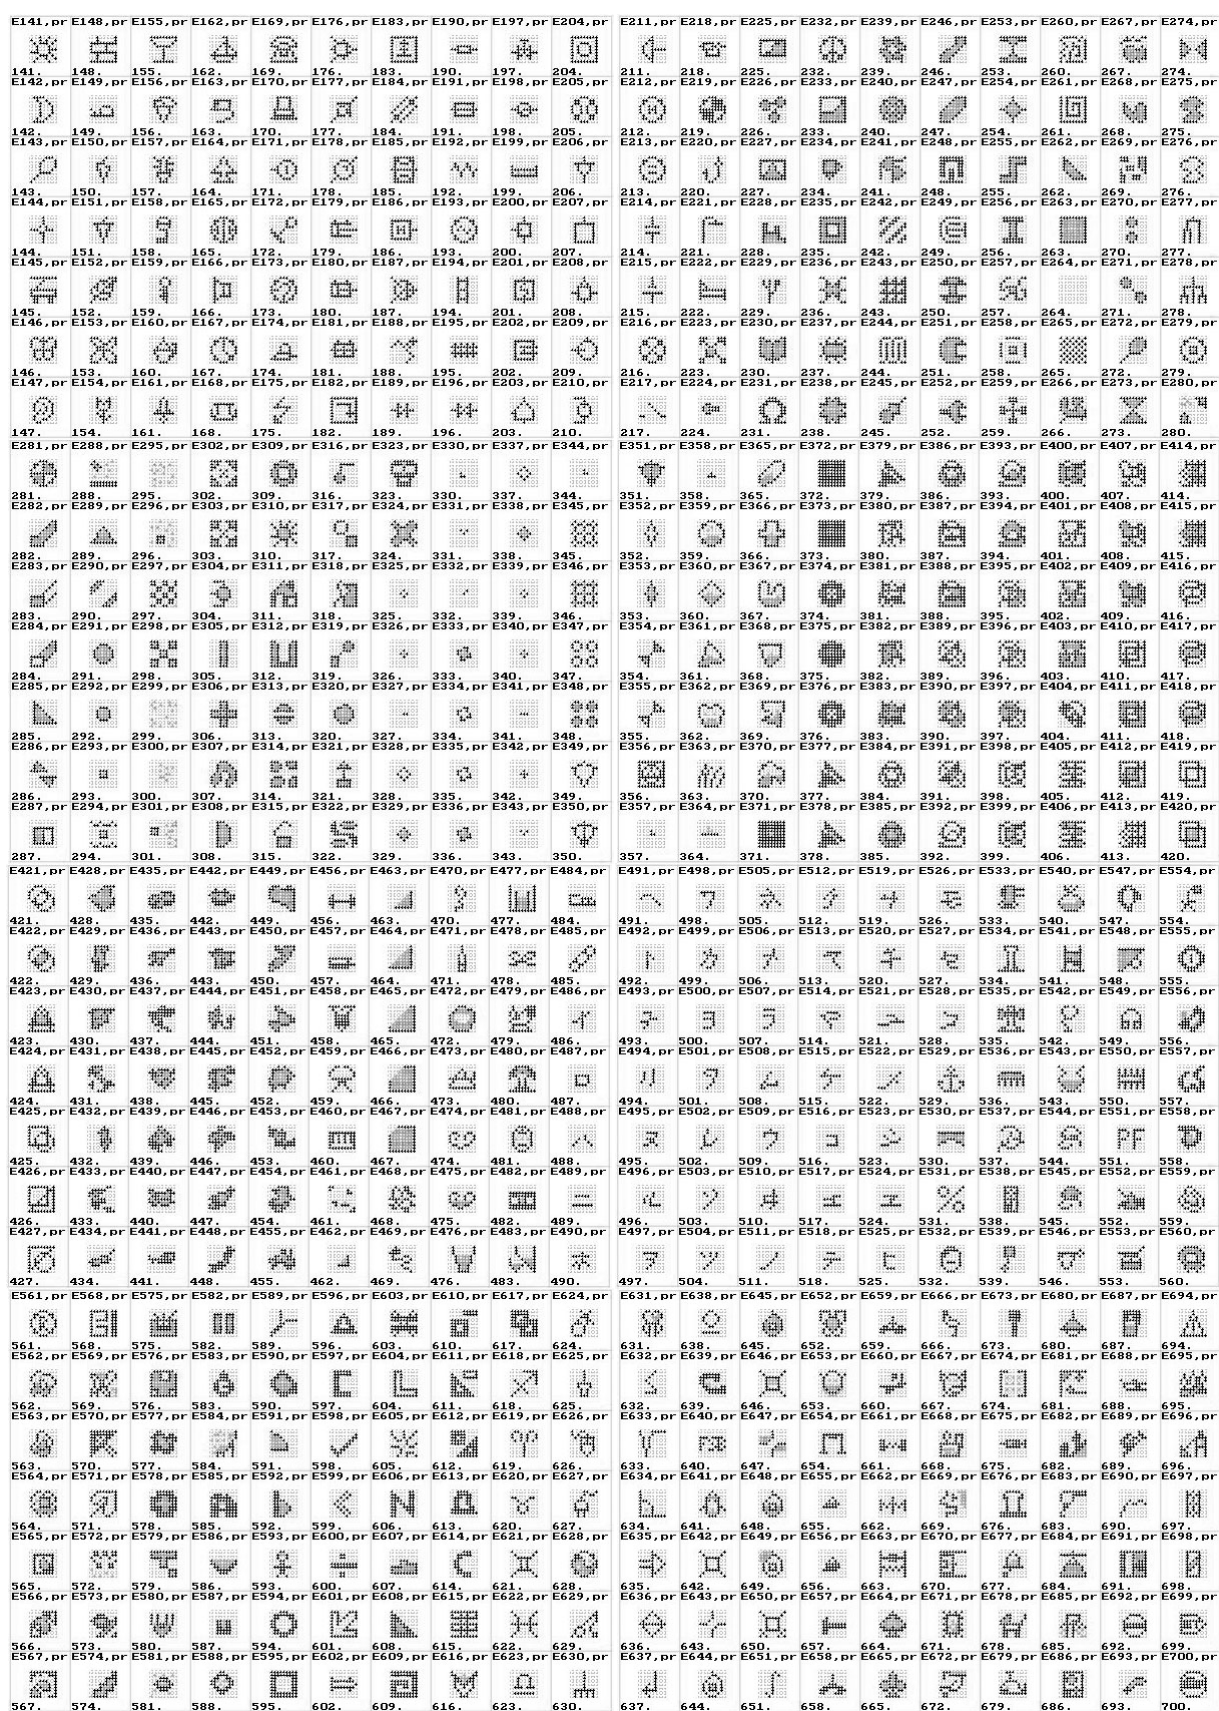 E141,pr E148,pr E155,pr E162,pr E169,pr E176,pr E183,pr E190,pr E197,pr E204,pr E211,pr E218,pr E225,pr E232,pr E239,pr E246,pr E253,pr E260,pr E267,pr E274,pr
141. 148. 155. 162. 169. 176. 183. 190. 197. 204. 211. 218. 225. 232. 239. 246. 253. 260. 267. 274.
E142,pr E149,pr E156,pr E163,pr E170,pr E177,pr E184,pr E191,pr E198,pr E205,pr E212,pr E219,pr E226,pr E233,pr E240,pr E247,pr E254,pr E261,pr E268,pr E275,pr
142. 149. 156. 163. 170. 177. 184. 191. 198. 205. 212. 219. 226. 233. 240. 247. 254. 261. 268. 275.
E143,pr E150,pr E157,pr E164,pr E171,pr E178,pr E185,pr E192,pr E199,pr E206,pr E213,pr E220,pr E227,pr E234,pr E241,pr E248,pr E255,pr E262,pr E269,pr E276,pr
143. 150. 157. 164. 171. 178. 185. 192. 199. 206. 213. 220. 227. 234. 241. 248. 255. 262. 269. 276.
E144,pr E151,pr E158,pr E165,pr E172,pr E179,pr E186,pr E193,pr E200,pr E207,pr E214,pr E221,pr E228,pr E235,pr E242,pr E249,pr E256,pr E263,pr E270,pr E277,pr
144. 151. 158. 165. 172. 179. 186. 193. 200. 207. 214. 221. 228. 235. 242. 249. 256. 263. 270. 277.
E145,pr E152,pr E159,pr E166,pr E173,pr E180,pr E187,pr E194,pr E201,pr E208,pr E215,pr E222,pr E229,pr E236,pr E243,pr E250,pr E257,pr E264,pr E271,pr E278,pr
145. 152. 159. 166. 173. 180. 187. 194. 201. 208. 215. 222. 229. 236. 243. 250. 257. 264. 271. 278.
E146,pr E153,pr E160,pr E167,pr E174,pr E181,pr E188,pr E195,pr E202,pr E209,pr E216,pr E223,pr E230,pr E237,pr E244,pr E251,pr E258,pr E265,pr E272,pr E279,pr
146. 153. 160. 167. 174. 181. 188. 195. 202. 209. 216. 223. 230. 237. 244. 251. 258. 265. 272. 279.
E147,pr E154,pr E161,pr E168,pr E175,pr E182,pr E189,pr E196,pr E203,pr E210,pr E217,pr E224,pr E231,pr E238,pr E245,pr E252,pr E259,pr E266,pr E273,pr E280,pr
147. 154. 161. 168. 175. 182. 189. 196. 203. 210. 217. 224. 231. 238. 245. 252. 259. 266. 273. 280.
E281,pr E288,pr E295,pr E302,pr E309,pr E316,pr E323,pr E330,pr E337,pr E344,pr E351,pr E358,pr E365,pr E372,pr E379,pr E386,pr E393,pr E400,pr E407,pr E414,pr
281. 288. 295. 302. 309. 316. 323. 330. 337. 344. 351. 358. 365. 372. 379. 386. 393. 400. 407. 414.
E282,pr E289,pr E296,pr E303,pr E310,pr E317,pr E324,pr E331,pr E338,pr E345,pr E352,pr E359,pr E366,pr E373,pr E380,pr E387,pr E394,pr E401,pr E408,pr E415,pr
282. 289. 296. 303. 310. 317. 324. 331. 338. 345. 352. 359. 366. 373. 380. 387. 394. 401. 408. 415.
E283,pr E290,pr E297,pr E304,pr E311,pr E318,pr E325,pr E332,pr E339,pr E346,pr E353,pr E360,pr E367,pr E374,pr E381,pr E388,pr E395,pr E402,pr E409,pr E416,pr
283. 290. 297. 304. 311. 318. 325. 332. 339. 346. 353. 360. 367. 374. 381. 388. 395. 402. 409. 416.
E284,pr E291,pr E298,pr E305,pr E312,pr E319,pr E326,pr E333,pr E340,pr E347,pr E354,pr E361,pr E368,pr E375,pr E382,pr E389,pr E396,pr E403,pr E410,pr E417,pr
284. 291. 298. 305. 312. 319. 326. 333. 340. 347. 354. 361. 368. 375. 382. 389. 396. 403. 410. 417.
E285,pr E292,pr E299,pr E306,pr E313,pr E320,pr E327,pr E334,pr E341,pr E348,pr E355,pr E362,pr E369,pr E376,pr E383,pr E390,pr E397,pr E404,pr E411,pr E418,pr
285. 292. 299. 306. 313. 320. 327. 334. 341. 348. 355. 362. 369. 376. 383. 390. 397. 404. 411. 418.
E286,pr E293,pr E300,pr E307,pr E314,pr E321,pr E328,pr E335,pr E342,pr E349,pr E356,pr E363,pr E370,pr E377,pr E384,pr E391,pr E398,pr E405,pr E412,pr E419,pr
286. 293. 300. 307. 314. 321. 328. 335. 342. 349. 356. 363. 370. 377. 384. 391. 398. 405. 412. 419.
E287,pr E294,pr E301,pr E308,pr E315,pr E322,pr E329,pr E336,pr E343,pr E350,pr E357,pr E364,pr E371,pr E378,pr E385,pr E392,pr E399,pr E406,pr E413,pr E420,pr
287. 294. 301. 308. 315. 322. 329. 336. 343. 350. 357. 364. 371. 378. 385. 392. 399. 406. 413. 420.
E421,pr E428,pr E435,pr E442,pr E449,pr E456,pr E463,pr E470,pr E477,pr E484,pr E491,pr E498,pr E505,pr E512,pr E519,pr E526,pr E533,pr E540,pr E547,pr E554,pr
421. 428. 435. 442. 449. 456. 463. 470. 477. 484. 491. 498. 505. 512. 519. 526. 533. 540. 547. 554.
E422,pr E429,pr E436,pr E443,pr E450,pr E457,pr E464,pr E471,pr E478,pr E485,pr E492,pr E499,pr E506,pr E513,pr E520,pr E527,pr E534,pr E541,pr E548,pr E555,pr
422. 429. 436. 443. 450. 457. 464. 471. 478. 485. 492. 499. 506. 513. 520. 527. 534. 541. 548. 555.
E423,pr E430,pr E437,pr E444,pr E451,pr E458,pr E465,pr E472,pr E479,pr E486,pr E493,pr E500,pr E507,pr E514,pr E521,pr E528,pr E535,pr E542,pr E549,pr E556,pr
423. 430. 437. 444. 451. 458. 465. 472. 479. 486. 493. 500. 507. 514. 521. 528. 535. 542. 549. 556.
E424,pr E431,pr E438,pr E445,pr E452,pr E459,pr E466,pr E473,pr E480,pr E487,pr E494,pr E501,pr E508,pr E515,pr E522,pr E529,pr E536,pr E543,pr E550,pr E557,pr
424. 431. 438. 445. 452. 459. 466. 473. 480. 487. 494. 501. 508. 515. 522. 529. 536. 543. 550. 557.
E425,pr E432,pr E439,pr E446,pr E453,pr E460,pr E467,pr E474,pr E481,pr E488,pr E495,pr E502,pr E509,pr E516,pr E523,pr E530,pr E537,pr E544,pr E551,pr E558,pr
425. 432. 439. 446. 453. 460. 467. 474. 481. 488. 495. 502. 509. 516. 523. 530. 537. 544. 551. 558.
E426,pr E433,pr E440,pr E447,pr E454,pr E461,pr E468,pr E475,pr E482,pr E489,pr E496,pr E503,pr E510,pr E517,pr E524,pr E531,pr E538,pr E545,pr E552,pr E559,pr
426. 433. 440. 447. 454. 461. 468. 475. 482. 489. 496. 503. 510. 517. 524. 531. 538. 545. 552. 559.
E427,pr E434,pr E441,pr E448,pr E455,pr E462,pr E469,pr E476,pr E483,pr E490,pr E497,pr E504,pr E511,pr E518,pr E525,pr E532,pr E539,pr E546,pr E553,pr E560,pr
427. 434. 441. 448. 455. 462. 469. 476. 483. 490. 497. 504. 511. 518. 525. 532. 539. 546. 553. 560.
E561,pr E568,pr E575,pr E582,pr E589,pr E596,pr E603,pr E610,pr E617,pr E624,pr E631,pr E638,pr E645,pr E652,pr E659,pr E666,pr E673,pr E680,pr E687,pr E694,pr
561. 568. 575. 582. 589. 596. 603. 610. 617. 624. 631. 638. 645. 652. 659. 666. 673. 680. 687. 694.
E562,pr E569,pr E576,pr E583,pr E590,pr E597,pr E604,pr E611,pr E618,pr E625,pr E632,pr E639,pr E646,pr E653,pr E660,pr E667,pr E674,pr E681,pr E688,pr E695,pr
562. 569. 576. 583. 590. 597. 604. 611. 618. 625. 632. 639. 646. 653. 660. 667. 674. 681. 688. 695.
E563,pr E570,pr E577,pr E584,pr E591,pr E598,pr E605,pr E612,pr E619,pr E626,pr E633,pr E640,pr E647,pr E654,pr E661,pr E668,pr E675,pr E682,pr E689,pr E696,pr
563. 570. 577. 584. 591. 598. 605. 612. 619. 626. 633. 640. 647. 654. 661. 668. 675. 682. 689. 696.
E564,pr E571,pr E578,pr E585,pr E592,pr E599,pr E606,pr E613,pr E620,pr E627,pr E634,pr E641,pr E648,pr E655,pr E662,pr E669,pr E676,pr E683,pr E690,pr E697,pr
564. 571. 578. 585. 592. 599. 606. 613. 620. 627. 634. 641. 648. 655. 662. 669. 676. 683. 690. 697.
E565,pr E572,pr E579,pr E586,pr E593,pr E600,pr E607,pr E614,pr E621,pr E628,pr E635,pr E642,pr E649,pr E656,pr E663,pr E670,pr E677,pr E684,pr E691,pr E698,pr
565. 572. 579. 586. 593. 600. 607. 614. 621. 628. 635. 642. 649. 656. 663. 670. 677. 684. 691. 698.
E566,pr E573,pr E580,pr E587,pr E594,pr E601,pr E608,pr E615,pr E622,pr E629,pr E636,pr E643,pr E650,pr E657,pr E664,pr E671,pr E678,pr E685,pr E692,pr E699,pr
566. 573. 580. 587. 594. 601. 608. 615. 622. 629. 636. 643. 650. 657. 664. 671. 678. 685. 692. 699.
E567,pr E574,pr E581,pr E588,pr E595,pr E602,pr E609,pr E616,pr E623,pr E630,pr E637,pr E644,pr E651,pr E658,pr E665,pr E672,pr E679,pr E686,pr E693,pr E700,pr
567. 574. 581. 588. 595. 602. 609. 616. 623. 630. 637. 644. 651. 658. 665. 672. 679. 686. 693. 700.